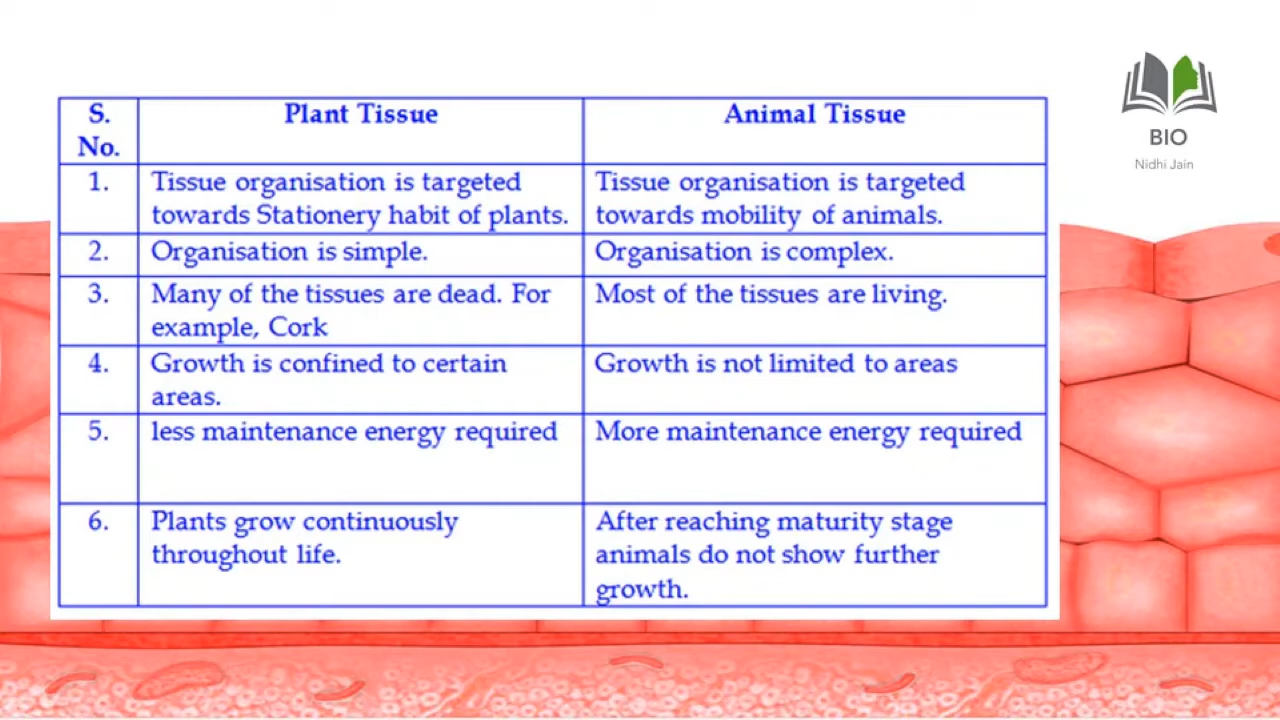 S. No. Plant Tissue Animal Tissue
1. Tissue organisation is targeted Tissue organisation is targeted
towards Stationery habit of plants. towards mobility of animals.
2. Organisation is simple. Organisation is complex.
3. Many of the tissues are dead. For Most of the tissues are living.
example, Cork
4. Growth is confined to certain Growth is not limited to areas
areas.
5. less maintenance energy required More maintenance energy required
6. Plants grow continuously After reaching maturity stage
throughout life. animals do not show further
growth.
BIO
Nidhi Jain